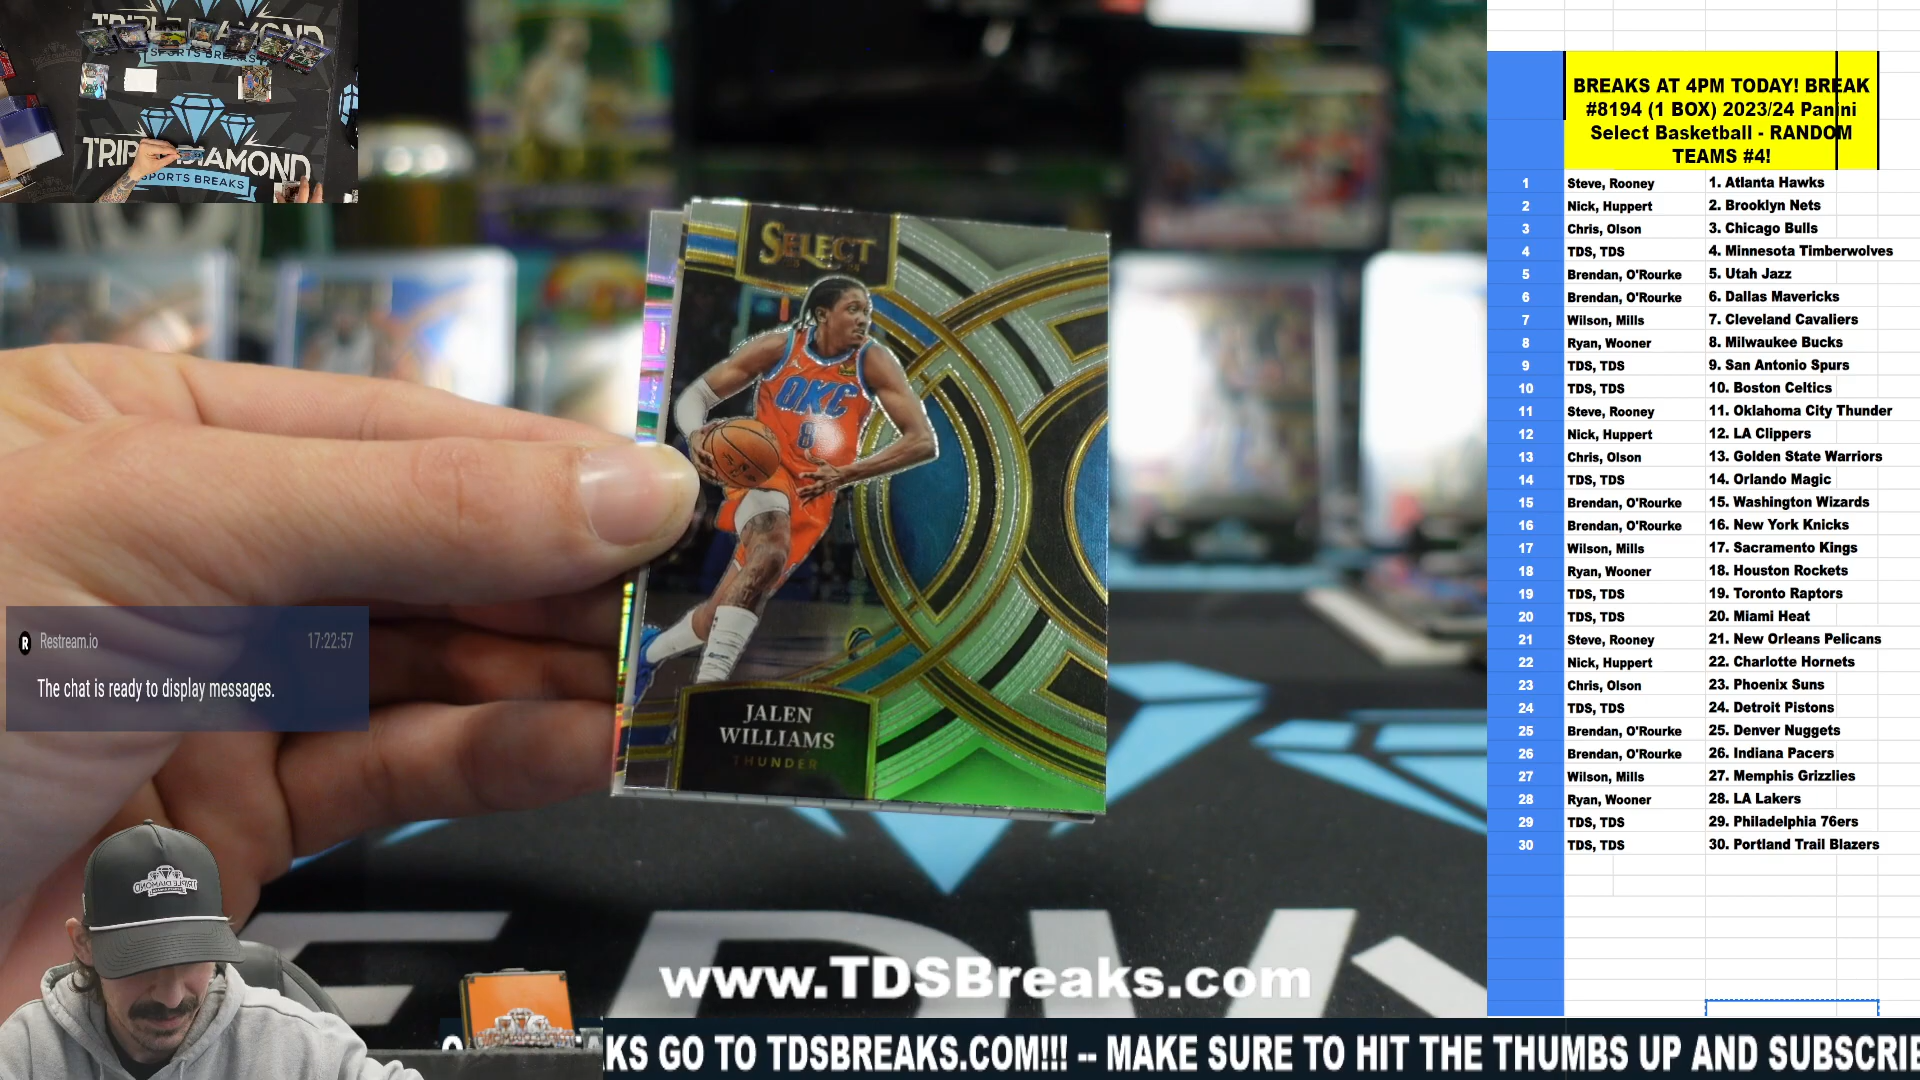 TRIPLE DIAMOND
SPORTS BREAKS
TRIPLE DIAMOND
SPORTS BREAKS
SELECT
OKC
8
JALEN
WILLIAMS
THUNDER
Restream.io 17:22:57
The chat is ready to display messages.
www.TDSBreaks.com
AKS GO TO TDSBREAKS.COM!!! -- MAKE SURE TO HIT THE THUMBS UP AND SUBSCRIE
BREAKS AT 4PM TODAY! BREAK
#8194 (1 BOX) 2023/24 Panini
Select Basketball - RANDOM
TEAMS #4!
1 Steve, Rooney 1. Atlanta Hawks
2 Nick, Huppert 2. Brooklyn Nets
3 Chris, Olson 3. Chicago Bulls
4 TDS, TDS 4. Minnesota Timberwolves
5 Brendan, O'Rourke 5. Utah Jazz
6 Brendan, O'Rourke 6. Dallas Mavericks
7 Wilson, Mills 7. Cleveland Cavaliers
8 Ryan, Wooner 8. Milwaukee Bucks
9 TDS, TDS 9. San Antonio Spurs
10 TDS, TDS 10. Boston Celtics
11 Steve, Rooney 11. Oklahoma City Thunder
12 Nick, Huppert 12. LA Clippers
13 Chris, Olson 13. Golden State Warriors
14 TDS, TDS 14. Orlando Magic
15 Brendan, O'Rourke 15. Washington Wizards
16 Brendan, O'Rourke 16. New York Knicks
17 Wilson, Mills 17. Sacramento Kings
18 Ryan, Wooner 18. Houston Rockets
19 TDS, TDS 19. Toronto Raptors
20 TDS, TDS 20. Miami Heat
21 Steve, Rooney 21. New Orleans Pelicans
22 Nick, Huppert 22. Charlotte Hornets
23 Chris, Olson 23. Phoenix Suns
24 TDS, TDS 24. Detroit Pistons
25 Brendan, O'Rourke 25. Denver Nuggets
26 Brendan, O'Rourke 26. Indiana Pacers
27 Wilson, Mills 27. Memphis Grizzlies
28 Ryan, Wooner 28. LA Lakers
29 TDS, TDS 29. Philadelphia 76ers
30 TDS, TDS 30. Portland Trail Blazers